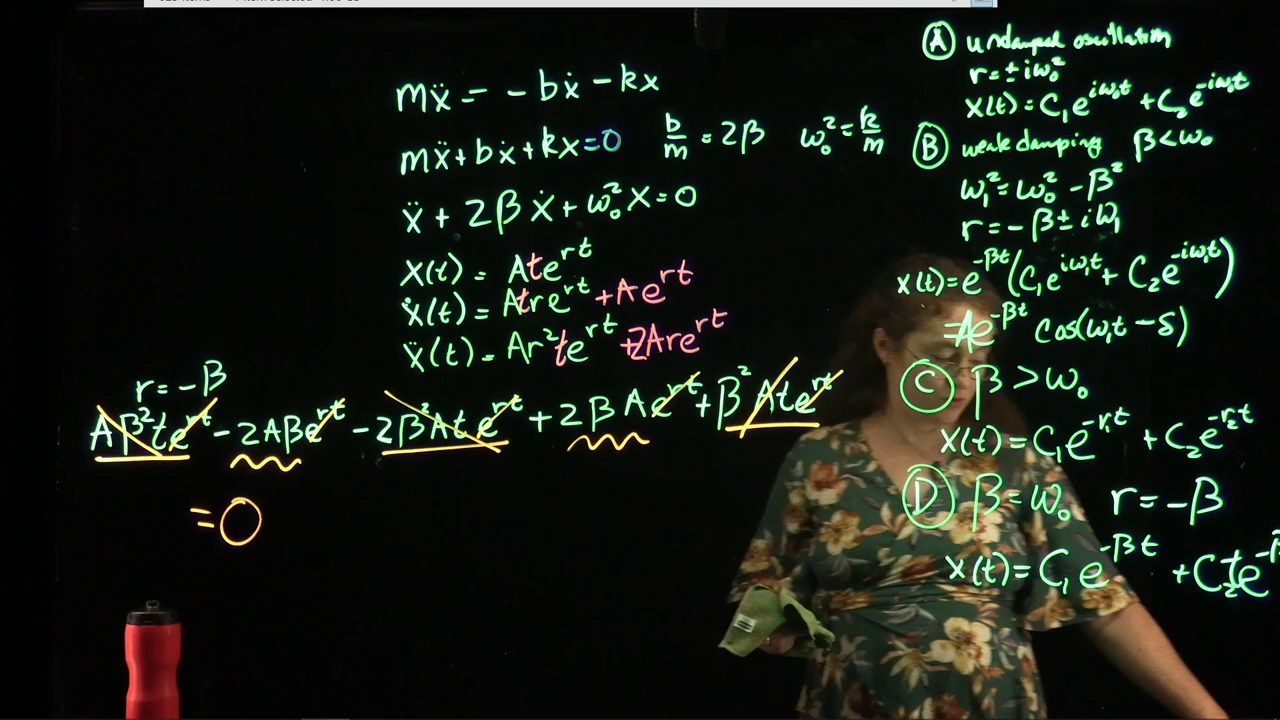 mẍ = - bẋ - kx
mẍ + bẋ + kx = 0   b/m = 2β   ω₀² = k/m
ẍ + 2βẋ + ω₀²x = 0
x(t) = Ate^rt
ẋ(t) = Atre^rt + Ae^rt
ẍ(t) = Ar²te^rt + 2Are^rt
r = -β
Aβ²te^rt - 2Aβe^rt - 2β²Ate^rt + 2βAe^rt + β²Ate^rt
= 0
Ⓐ undamped oscillation
r = ± iω₀²
x(t) = C₁e^iω₀t + C₂e^-iω₀t
Ⓑ weak damping β < ω₀
ω₁² = ω₀² - β²
r = - β ± iω₁
x(t) = e^-βt (C₁e^iω₁t + C₂e^-iω₁t)
= Ae^-βt cos(ω₁t - δ)
Ⓒ β > ω₀
x(t) = C₁e^-r₁t + C₂e^-r₂t
Ⓓ β = ω₀   r = -β
x(t) = C₁e^-βt + C₂te^-β